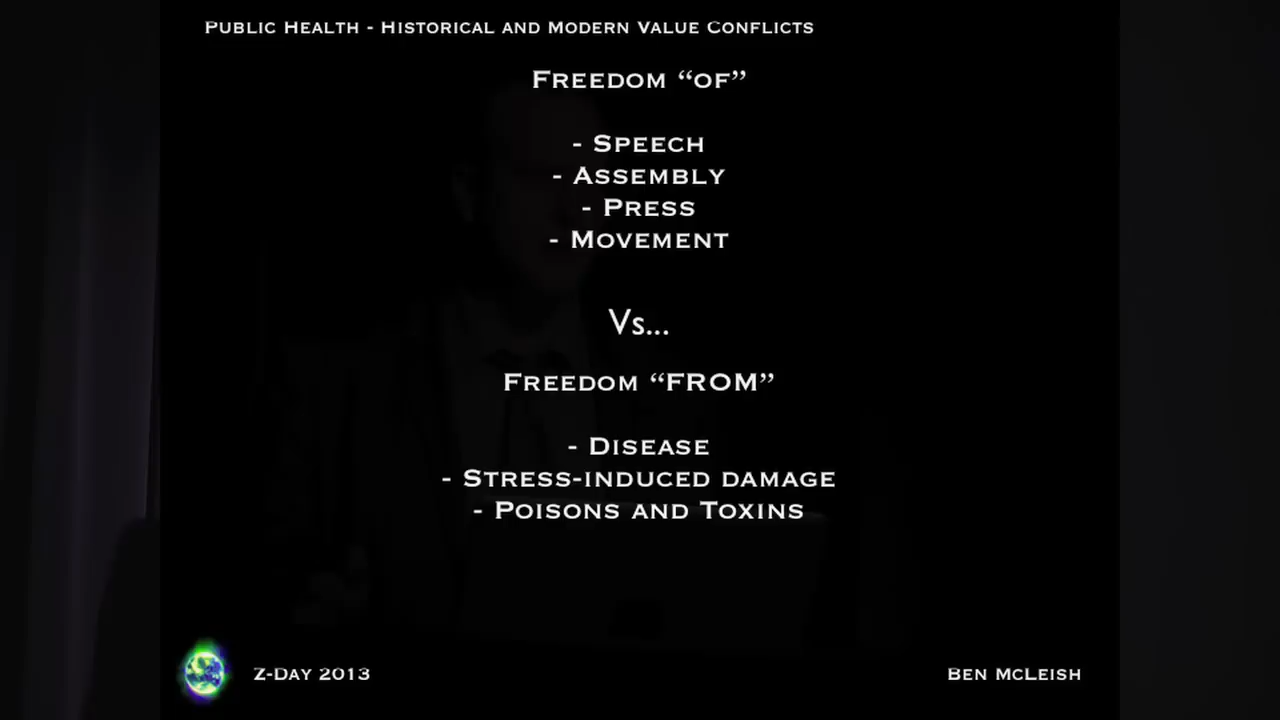 Public Health - Historical and Modern Value Conflicts
Freedom “of”
- Speech
- Assembly
- Press
- Movement
Vs...
Freedom “FROM”
- Disease
- Stress-induced damage
- Poisons and Toxins
Z-Day 2013
Ben McLeish